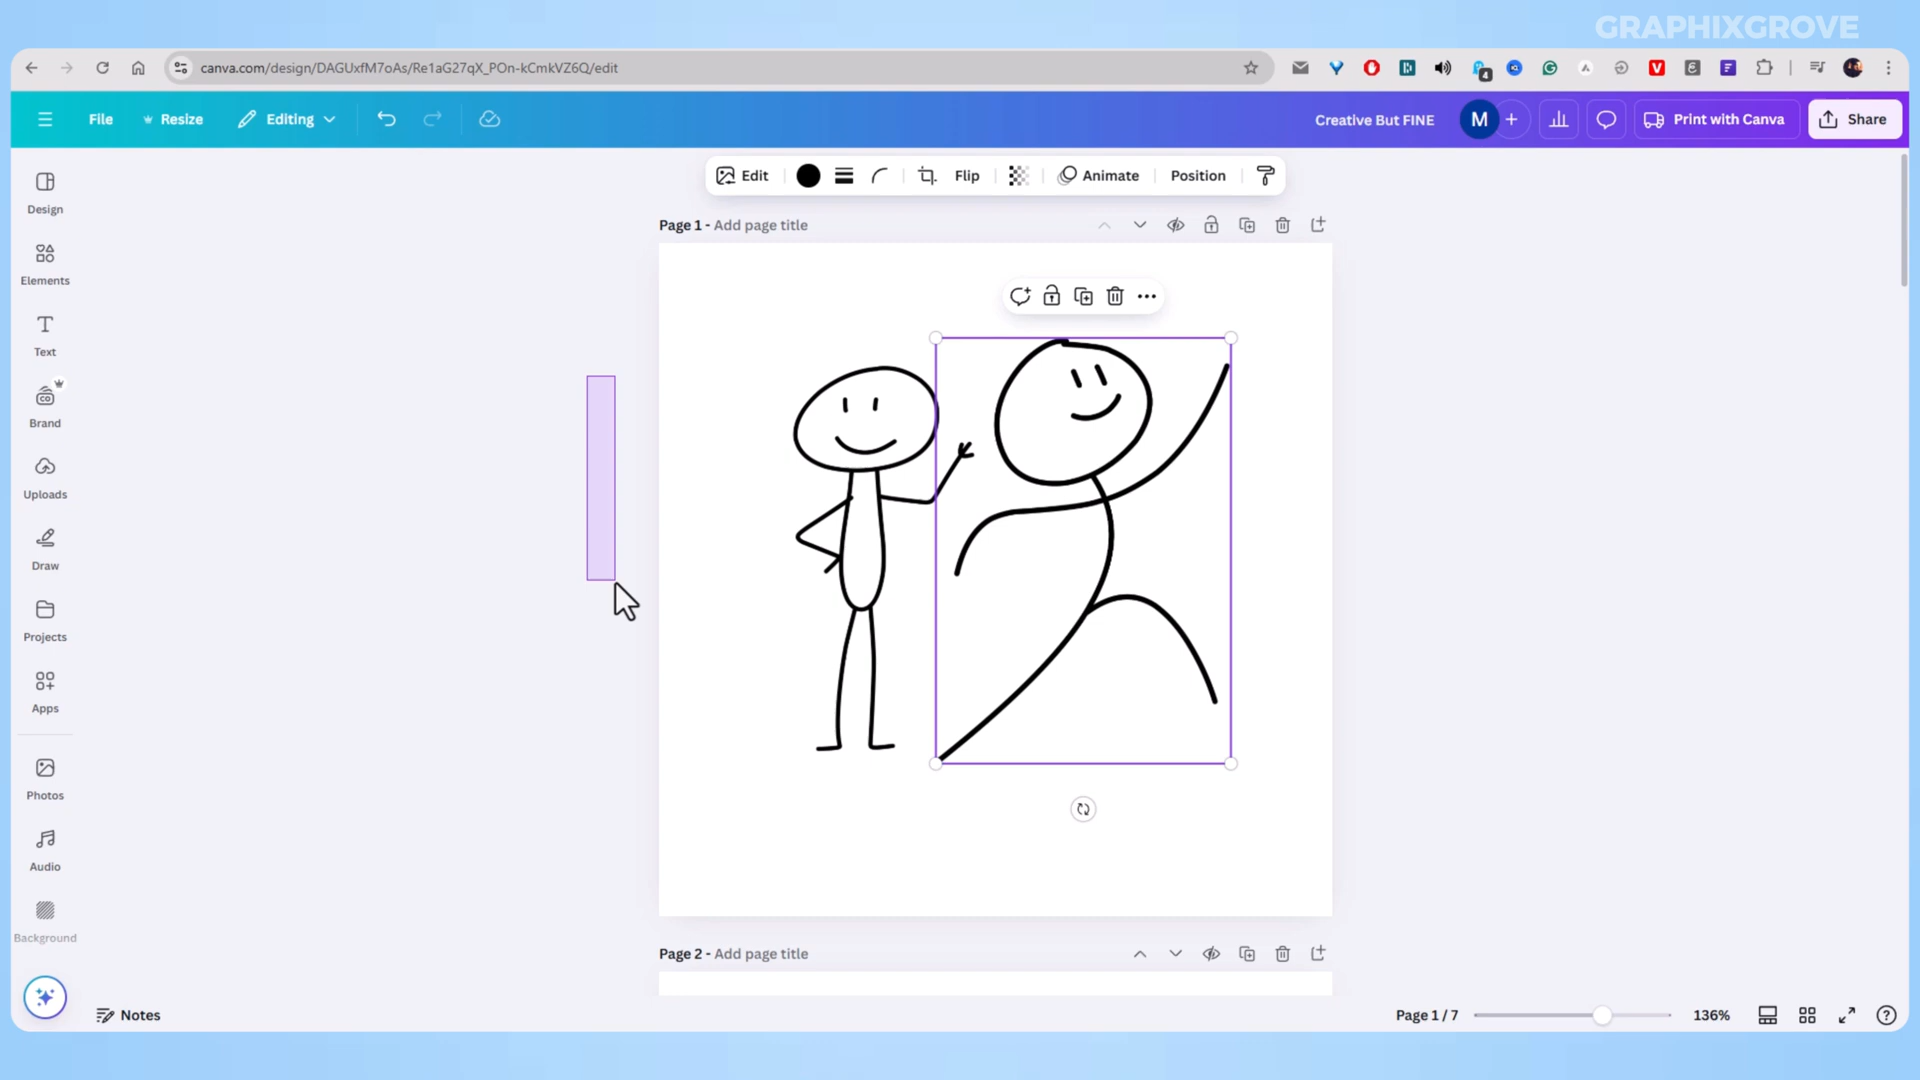 GRAPHIXGROVE
canva.com/design/DAGUxfM7oAs/Re1aG27qX_POn-kCmkVZ6Q/edit
4
File Resize Editing Creative But FINE M Print with Canva Share
Edit Flip Animate Position
Page 1 - Add page title
Design
Elements
Text
Brand
Uploads
Draw
Projects
Apps
Photos
Audio
Background
Page 2 - Add page title
Notes Page 1 / 7 136%